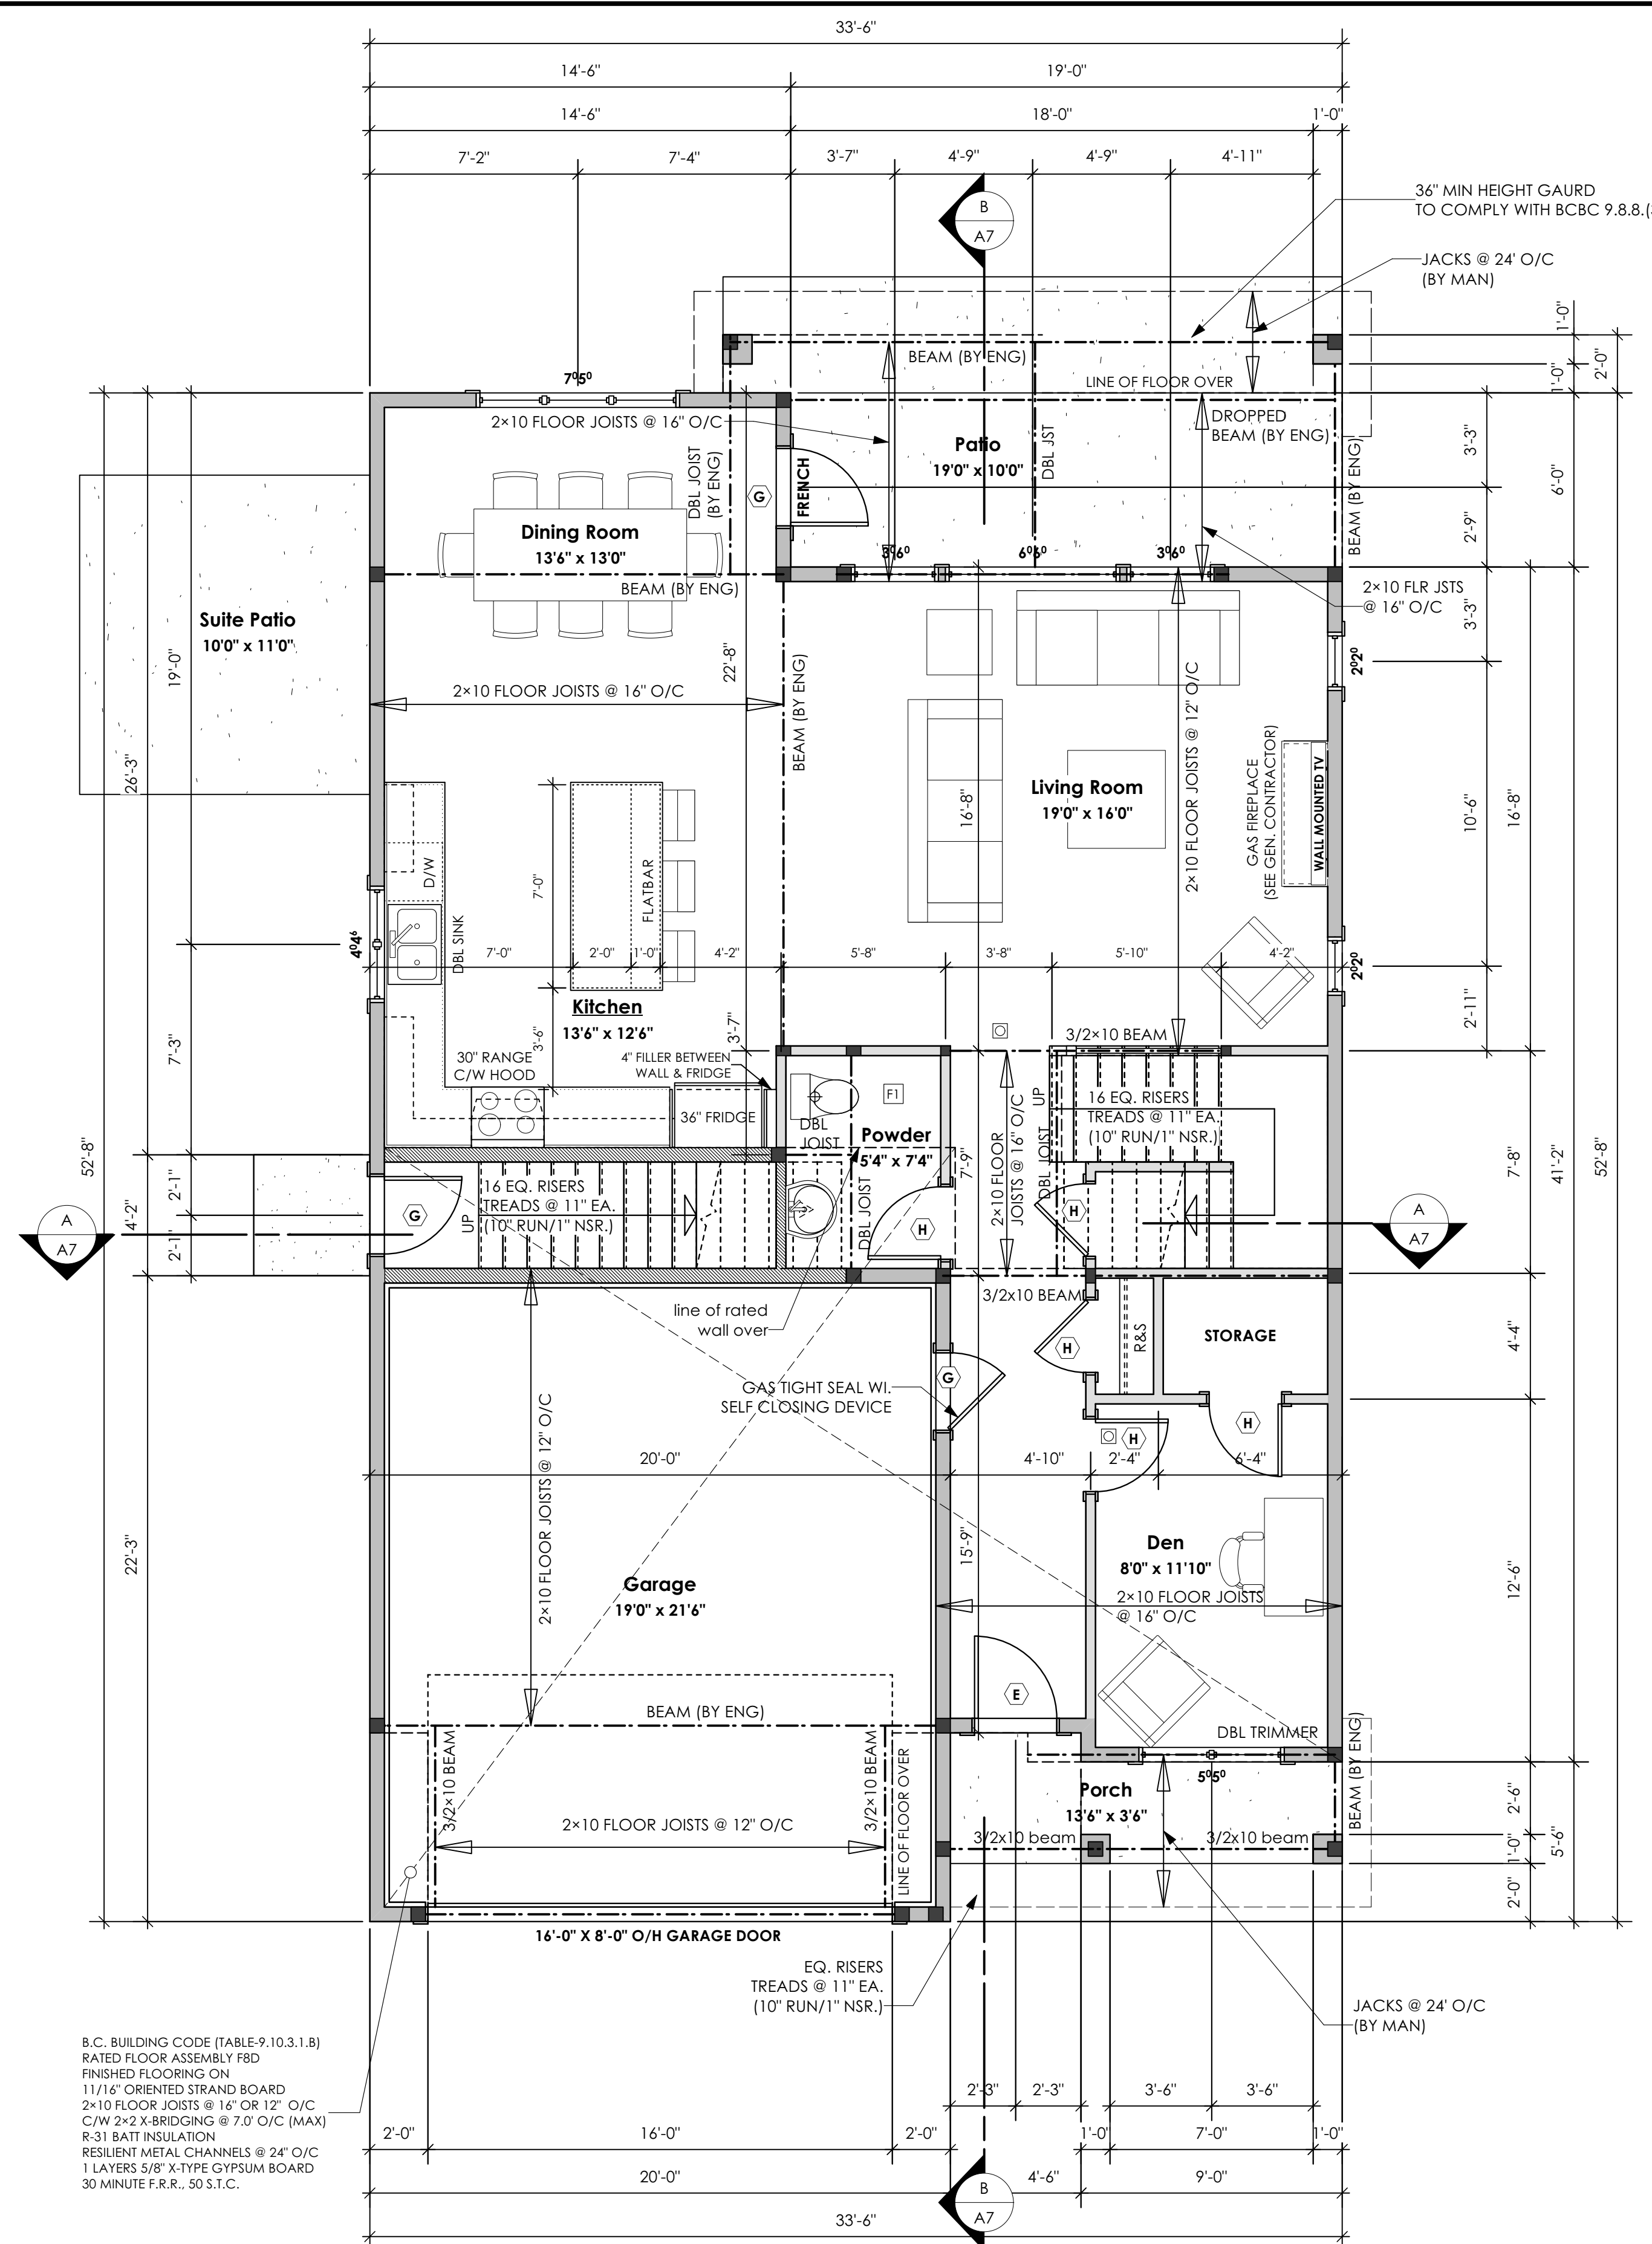 33'-6"
14'-6"
19'-0"
14'-6"
18'-0"
1'-0"
7'-2"
7'-4"
3'-7"
4'-9"
4'-9"
4'-11"
B
A7
36" MIN HEIGHT GAURD
TO COMPLY WITH BCBC 9.8.8.
JACKS @ 24' O/C
(BY MAN)
1'-0"
1'-0"
2'-0"
BEAM (BY ENG)
LINE OF FLOOR OVER
7⁰5⁰
2×10 FLOOR JOISTS @ 16" O/C
DROPPED
BEAM (BY ENG)
Patio
19'0" x 10'0"
DBL JST
DBL JOIST
(BY ENG)
G
FRENCH
BEAM (BY ENG)
3'-3"
6'-0"
2'-9"
Dining Room
13'6" x 13'0"
BEAM (BY ENG)
3⁰6⁰
6⁰6⁰
3⁰6⁰
2×10 FLR JSTS
@ 16" O/C
3'-3"
Suite Patio
10'0" x 11'0"
19'-0"
22'-8"
2⁰2⁰
2×10 FLOOR JOISTS @ 16" O/C
BEAM (BY ENG)
2×10 FLOOR JOISTS @ 12" O/C
26'-3"
Living Room
19'0" x 16'0"
16'-8"
GAS FIREPLACE
(SEE GEN. CONTRACTOR)
WALL MOUNTED TV
10'-6"
16'-8"
D/W
7'-0"
FLATBAR
4⁰4⁶
DBL SINK
7'-0"
2'-0"
1'-0"
4'-2"
5'-8"
3'-8"
5'-10"
4'-2"
2⁰2⁰
2'-11"
Kitchen
13'6" x 12'6"
3'-6"
3'-7"
7'-3"
30" RANGE
C/W HOOD
4" FILLER BETWEEN
WALL & FRIDGE
36" FRIDGE
3/2×10 BEAM
F1
DBL
JOIST
Powder
5'4" x 7'4"
7'-9"
2×10 FLOOR
JOISTS @ 16" O/C
DBL JOIST
UP
16 EQ. RISERS
TREADS @ 11" EA.
(10" RUN/1" NSR.)
52'-8"
7'-8"
41'-2"
52'-8"
2'-1"
4'-2"
2'-1"
A
A7
G
UP
16 EQ. RISERS
TREADS @ 11" EA.
(10" RUN/1" NSR.)
DBL JOIST
H
H
A
A7
line of rated
wall over
3/2x10 BEAM
R&S
STORAGE
H
4'-4"
G
GAS TIGHT SEAL WI.
SELF CLOSING DEVICE
H
H
20'-0"
4'-10"
2'-4"
6'-4"
2×10 FLOOR JOISTS @ 12" O/C
22'-3"
15'-9"
12'-6"
Den
8'0" x 11'10"
2×10 FLOOR JOISTS
@ 16" O/C
Garage
19'0" x 21'6"
E
BEAM (BY ENG)
DBL TRIMMER
BEAM (BY ENG)
3/2×10 BEAM
3/2×10 BEAM
LINE OF FLOOR OVER
2×10 FLOOR JOISTS @ 12" O/C
5⁰5⁰
Porch
13'6" x 3'6"
3/2x10 beam
3/2x10 beam
2'-6"
1'-0"
5'-6"
2'-0"
16'-0" X 8'-0" O/H GARAGE DOOR
EQ. RISERS
TREADS @ 11" EA.
(10" RUN/1" NSR.)
JACKS @ 24' O/C
(BY MAN)
B.C. BUILDING CODE (TABLE-9.10.3.1.B)
RATED FLOOR ASSEMBLY F8D
FINISHED FLOORING ON
11/16" ORIENTED STRAND BOARD
2×10 FLOOR JOISTS @ 16" OR 12" O/C
C/W 2×2 X-BRIDGING @ 7.0' O/C (MAX)
R-31 BATT INSULATION
RESILIENT METAL CHANNELS @ 24" O/C
1 LAYERS 5/8" X-TYPE GYPSUM BOARD
30 MINUTE F.R.R., 50 S.T.C.
2'-3"
2'-3"
3'-6"
3'-6"
2'-0"
16'-0"
2'-0"
1'-0"
7'-0"
1'-0"
20'-0"
4'-6"
9'-0"
B
A7
33'-6"